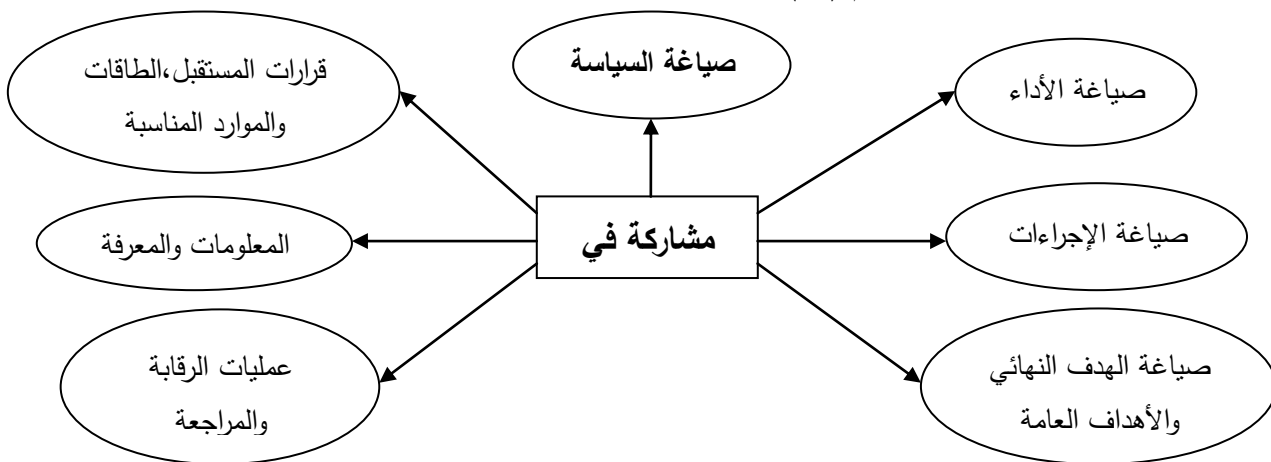 صياغة السياسة
صياغة الأداء
قرارات المستقبل،الطاقات
والموارد المناسبة
مشاركة في
صياغة الإجراءات
المعلومات والمعرفة
صياغة الهدف النهائي
والأهداف العامة
عمليات الرقابة
والمراجعة